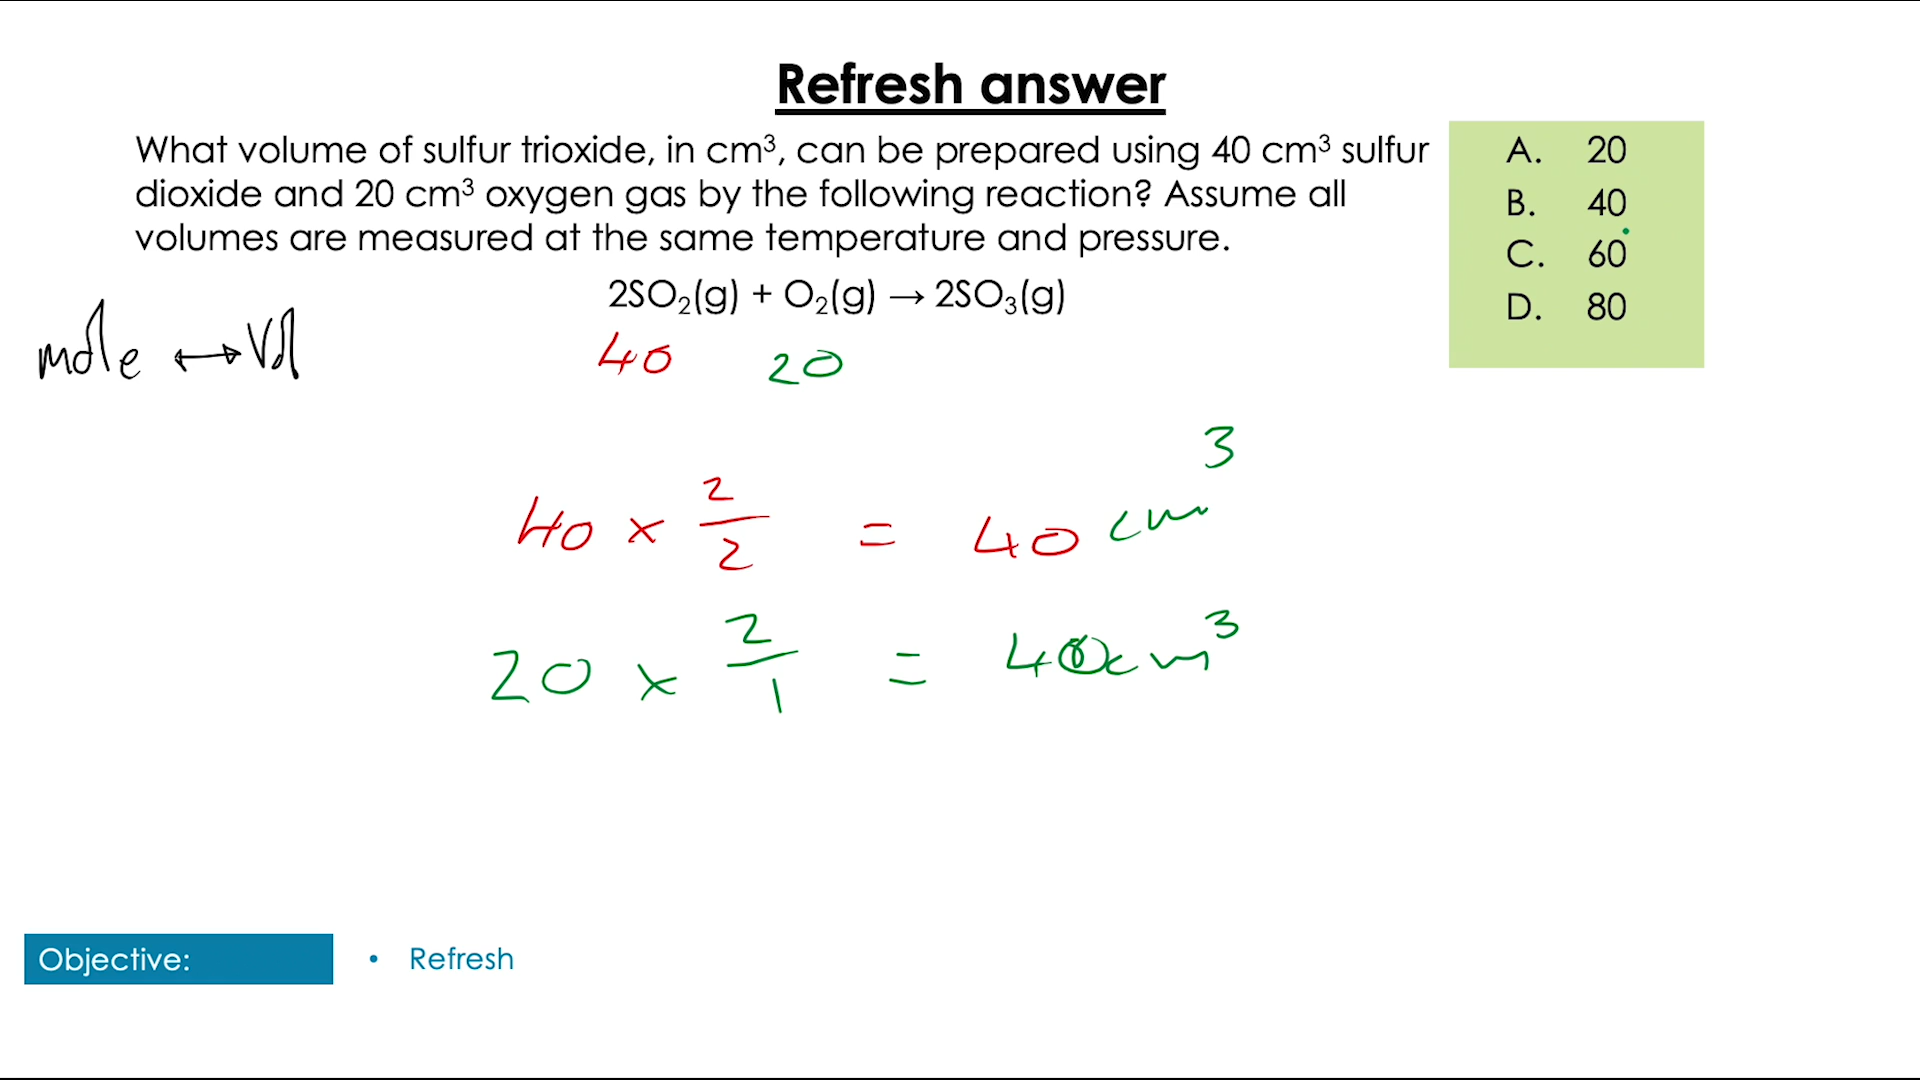 Refresh answer
What volume of sulfur trioxide, in cm³, can be prepared using 40 cm³ sulfur
dioxide and 20 cm³ oxygen gas by the following reaction? Assume all
volumes are measured at the same temperature and pressure.
2SO₂(g) + O₂(g) → 2SO₃(g)
A. 20
B. 40
C. 60
D. 80
mole ↔ Vol
40 20
40 × 2/2 = 40 cm³
20 × 2/1 = 40cm³
Objective:
• Refresh